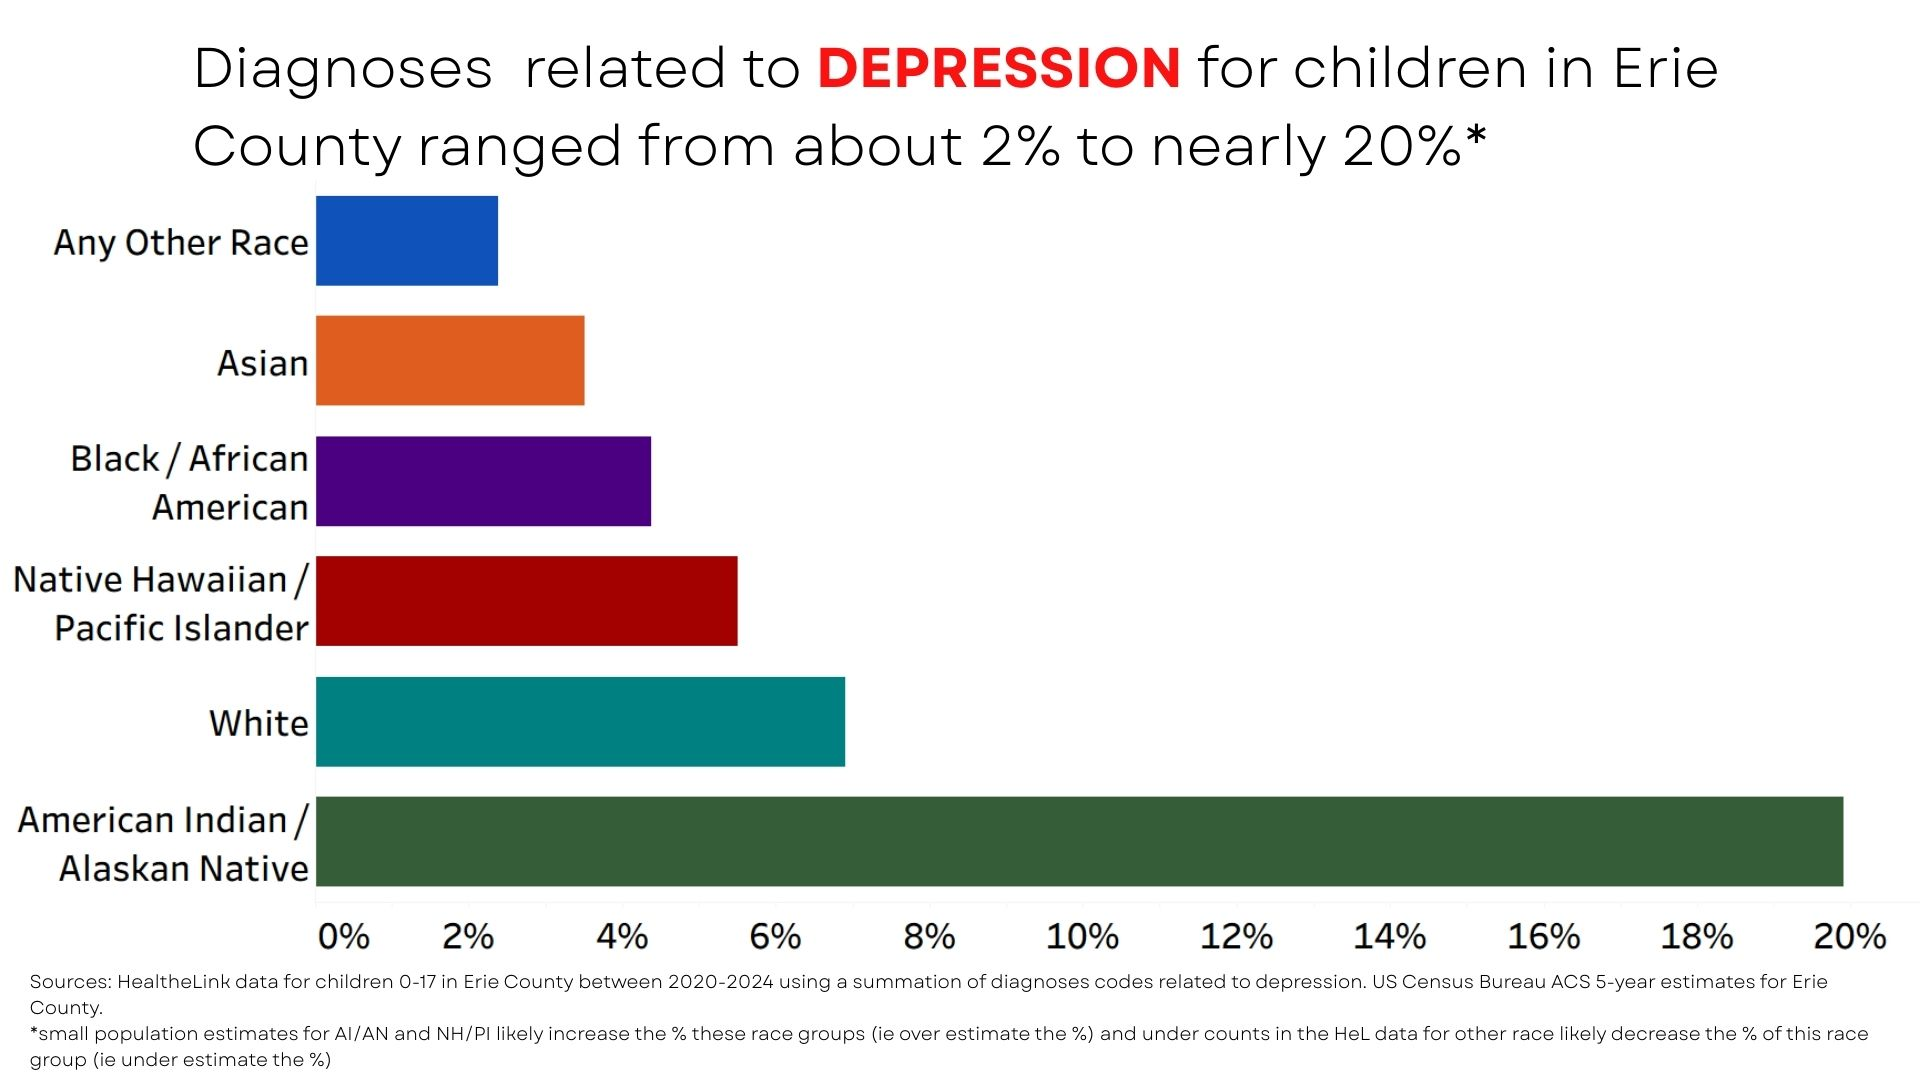 Diagnoses related to DEPRESSION for children in Erie
County ranged from about 2% to nearly 20%*
Any Other Race
Asian
Black / African
American
Native Hawaiian /
Pacific Islander
White
American Indian /
Alaskan Native
0% 2% 4% 6% 8% 10% 12% 14% 16% 18% 20%
Sources: HealtheLink data for children 0-17 in Erie County between 2020-2024 using a summation of diagnoses codes related to depression. US Census Bureau ACS 5-year estimates for Erie
County.
*small population estimates for AI/AN and NH/PI likely increase the % these race groups (ie over estimate the %) and under counts in the HeL data for other race likely decrease the % of this race
group (ie under estimate the %)